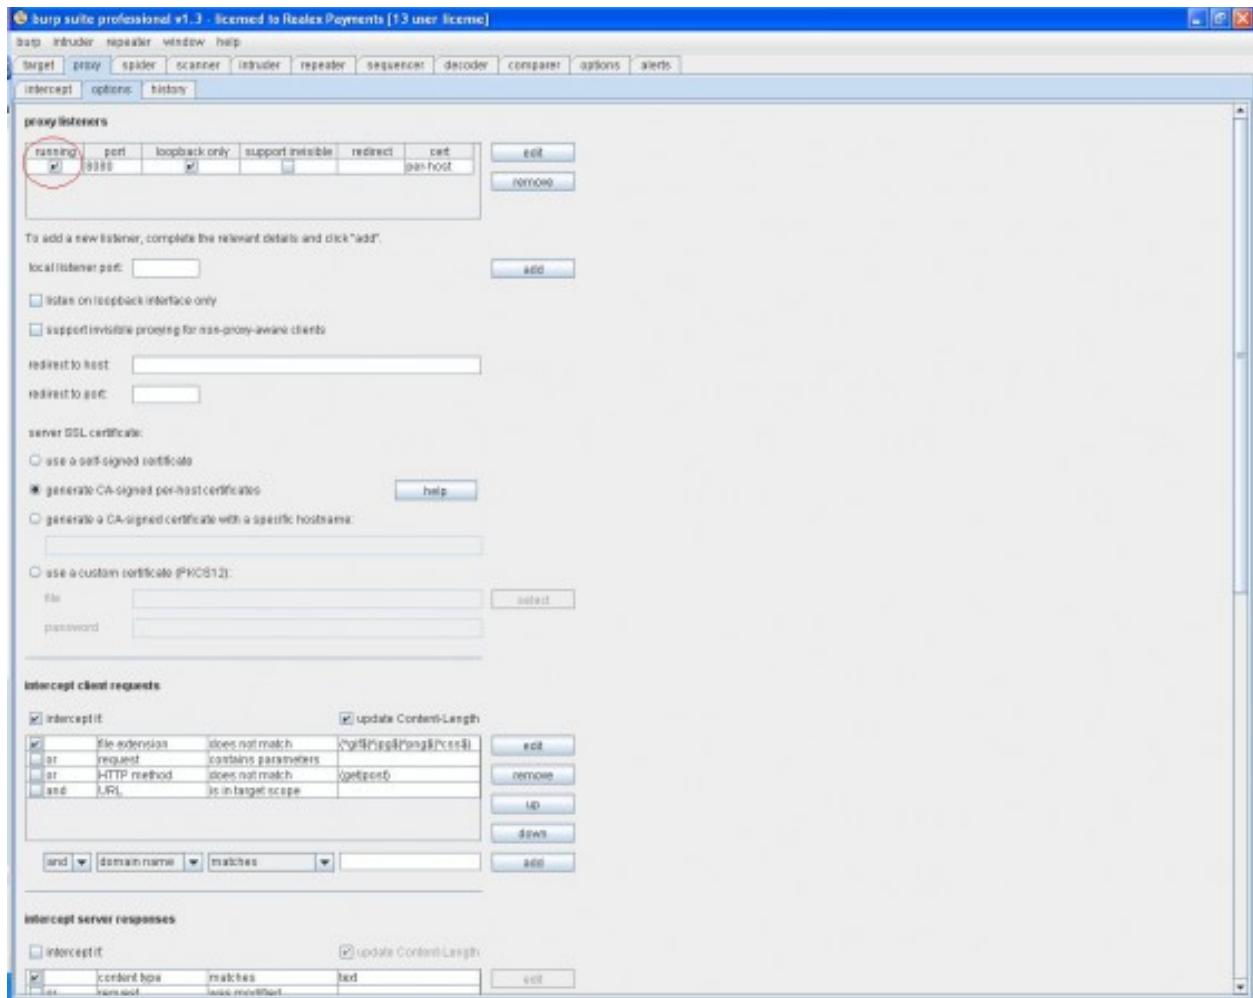 burp suite professional v1.3 - licensed to Realex Payments [13 user license]
burp intruder repeater window help
target proxy spider scanner intruder repeater sequencer decoder comparer options alerts
intercept options history
proxy listeners
running port loopback only support invisible redirect cert
8080 per-host
edit
remove
To add a new listener, complete the relevant details and click "add".
local listener port: add
listen on loopback interface only
support invisible proxying for non-proxy-aware clients
redirect to host:
redirect to port:
server SSL certificate:
use a self-signed certificate
generate CA-signed per-host certificates help
generate a CA-signed certificate with a specific hostname:
use a custom certificate (PKCS12):
file select
password
intercept client requests
intercept if: update Content-Length
file extension does not match edit
or request contains parameters
or HTTP method does not match (get|post) remove
and URL is in target scope
up
down
and domain name matches add
intercept server responses
intercept if: update Content-Length
content type matches text edit
or request was modified